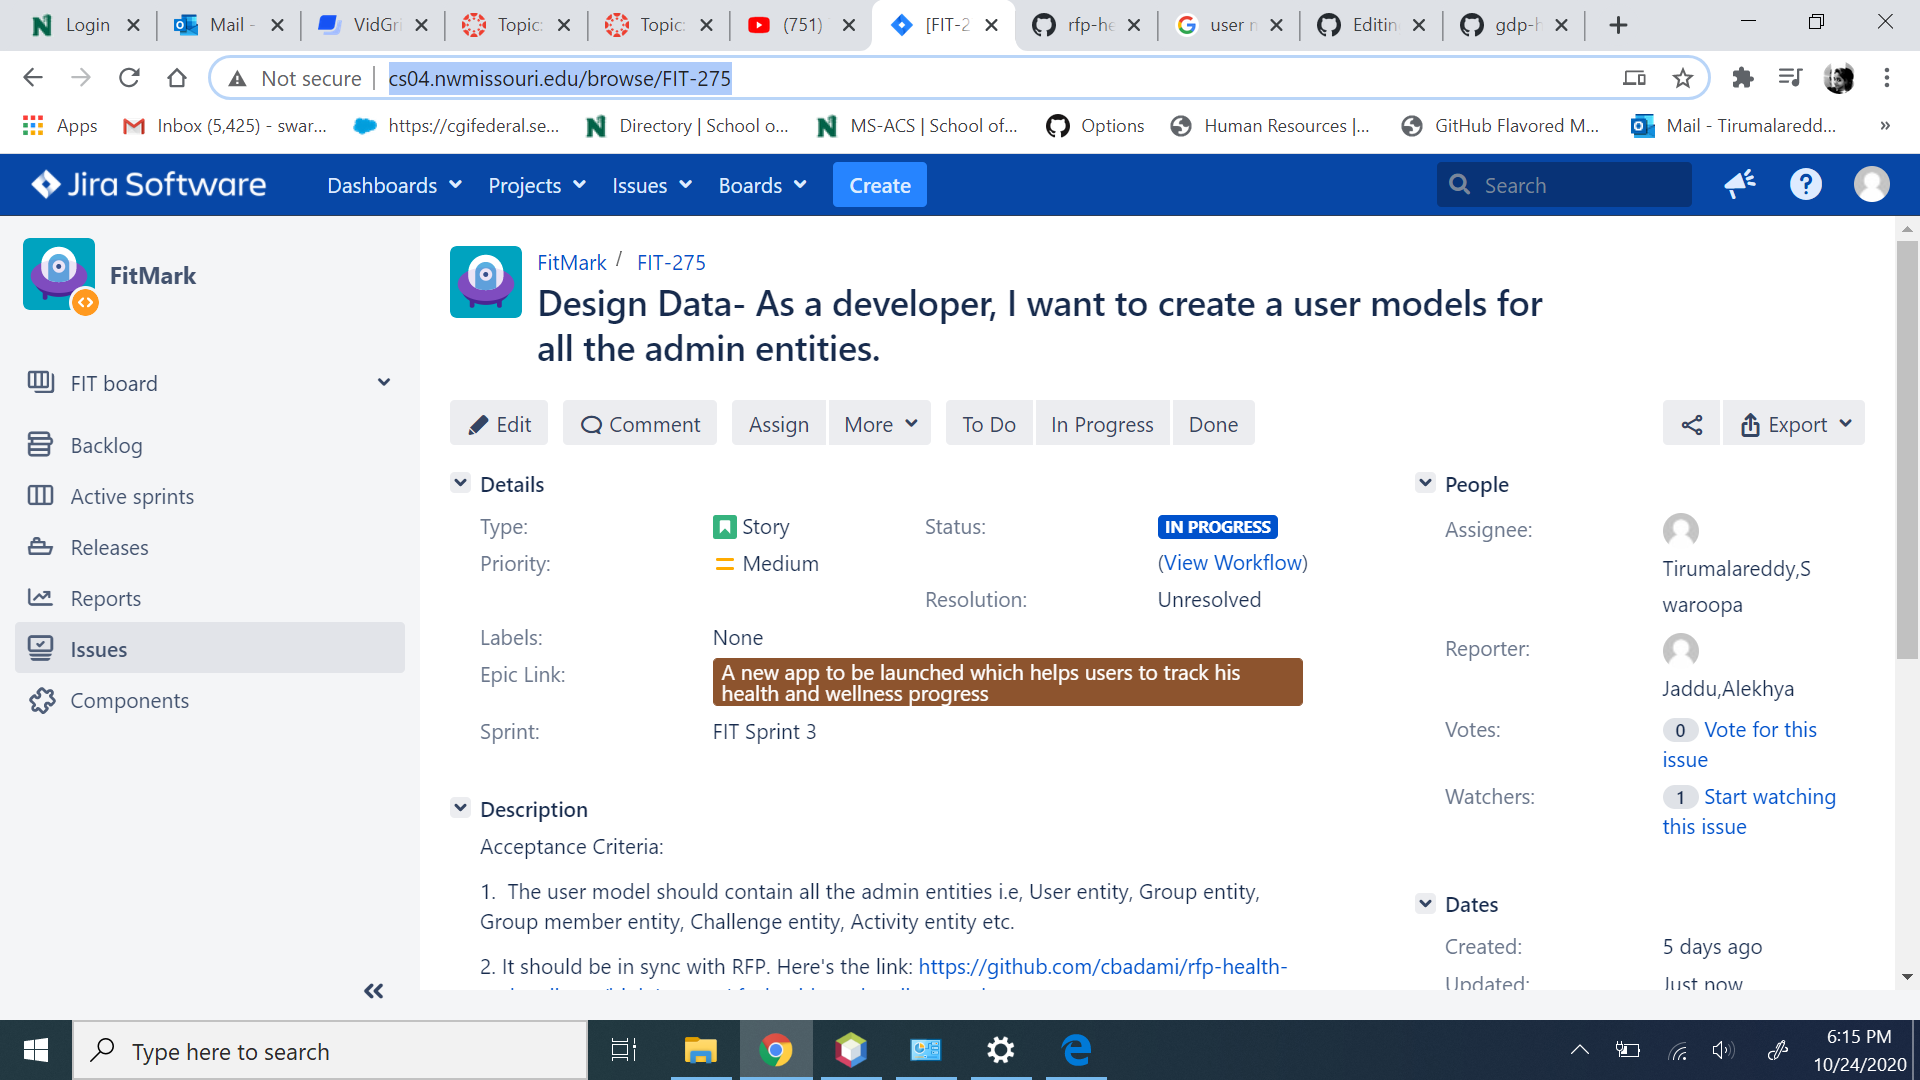 Login
Mail -
VidGri
Topic:
Topic:
(751)
[FIT-2
rfp-he
user m
Editin
gdp-h
Not secure
cs04.nwmissouri.edu/browse/FIT-275
Apps
Inbox (5,425) - swar...
https://cgifederal.se...
Directory | School o...
MS-ACS | School of...
Options
Human Resources |...
GitHub Flavored M...
Mail - Tirumalaredd...
»
Jira Software
Dashboards
Projects
Issues
Boards
Create
Search
FitMark
FIT board
Backlog
Active sprints
Releases
Reports
Issues
Components
FitMark / FIT-275
Design Data- As a developer, I want to create a user models for
all the admin entities.
Edit
Comment
Assign
More
To Do
In Progress
Done
Export
Details
Type:
Story
Status:
IN PROGRESS
Priority:
Medium
(View Workflow)
Resolution:
Unresolved
Labels:
None
Epic Link:
A new app to be launched which helps users to track his
health and wellness progress
Sprint:
FIT Sprint 3
Description
Acceptance Criteria:
1. The user model should contain all the admin entities i.e, User entity, Group entity,
Group member entity, Challenge entity, Activity entity etc.
2. It should be in sync with RFP. Here's the link: https://github.com/cbadami/rfp-health-
People
Assignee:
Tirumalareddy,S
waroopa
Reporter:
Jaddu,Alekhya
Votes:
0 Vote for this
issue
Watchers:
1 Start watching
this issue
Dates
Created:
5 days ago
Updated:
Just now
Type here to search
6:15 PM
10/24/2020